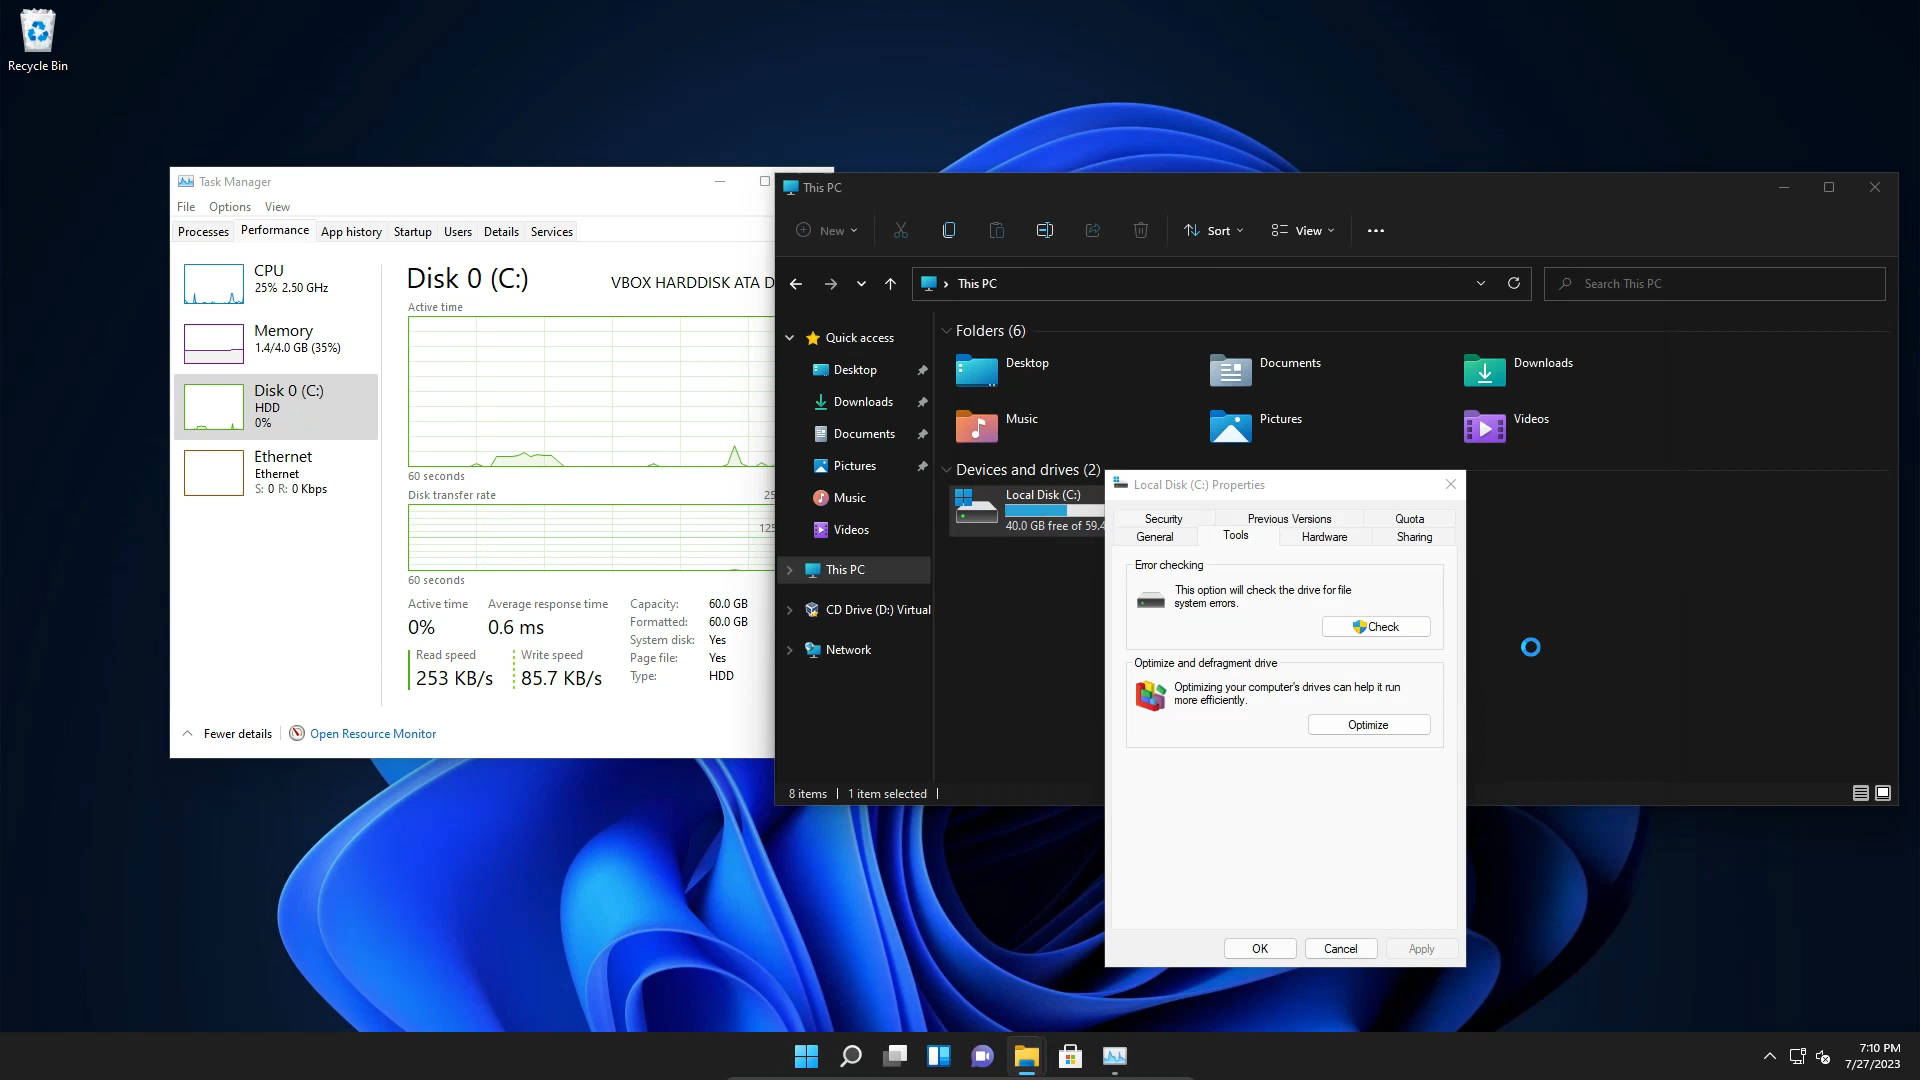 Recycle Bin
Task Manager
File Options View
Processes Performance App history Startup Users Details Services
CPU
25% 2.50 GHz
Memory
1.4/4.0 GB (35%)
Disk 0 (C:)
HDD
0%
Ethernet
Ethernet
S: 0 R: 0 Kbps
Disk 0 (C:) VBOX HARDDISK ATA D
Active time
60 seconds
Disk transfer rate 25
125
60 seconds
Active time Average response time
0% 0.6 ms
Read speed Write speed
253 KB/s 85.7 KB/s
Capacity: 60.0 GB
Formatted: 60.0 GB
System disk: Yes
Page file: Yes
Type: HDD
Fewer details Open Resource Monitor
This PC
New Sort View
This PC Search This PC
Quick access
Desktop
Downloads
Documents
Pictures
Music
Videos
This PC
CD Drive (D:) Virtual
Network
Folders (6)
Desktop Documents Downloads
Music Pictures Videos
Devices and drives (2)
Local Disk (C:)
40.0 GB free of 59.4
8 items 1 item selected
Local Disk (C:) Properties
Security Previous Versions Quota
General Tools Hardware Sharing
Error checking
This option will check the drive for file
system errors.
Check
Optimize and defragment drive
Optimizing your computer's drives can help it run
more efficiently.
Optimize
OK Cancel Apply
7:10 PM
7/27/2023